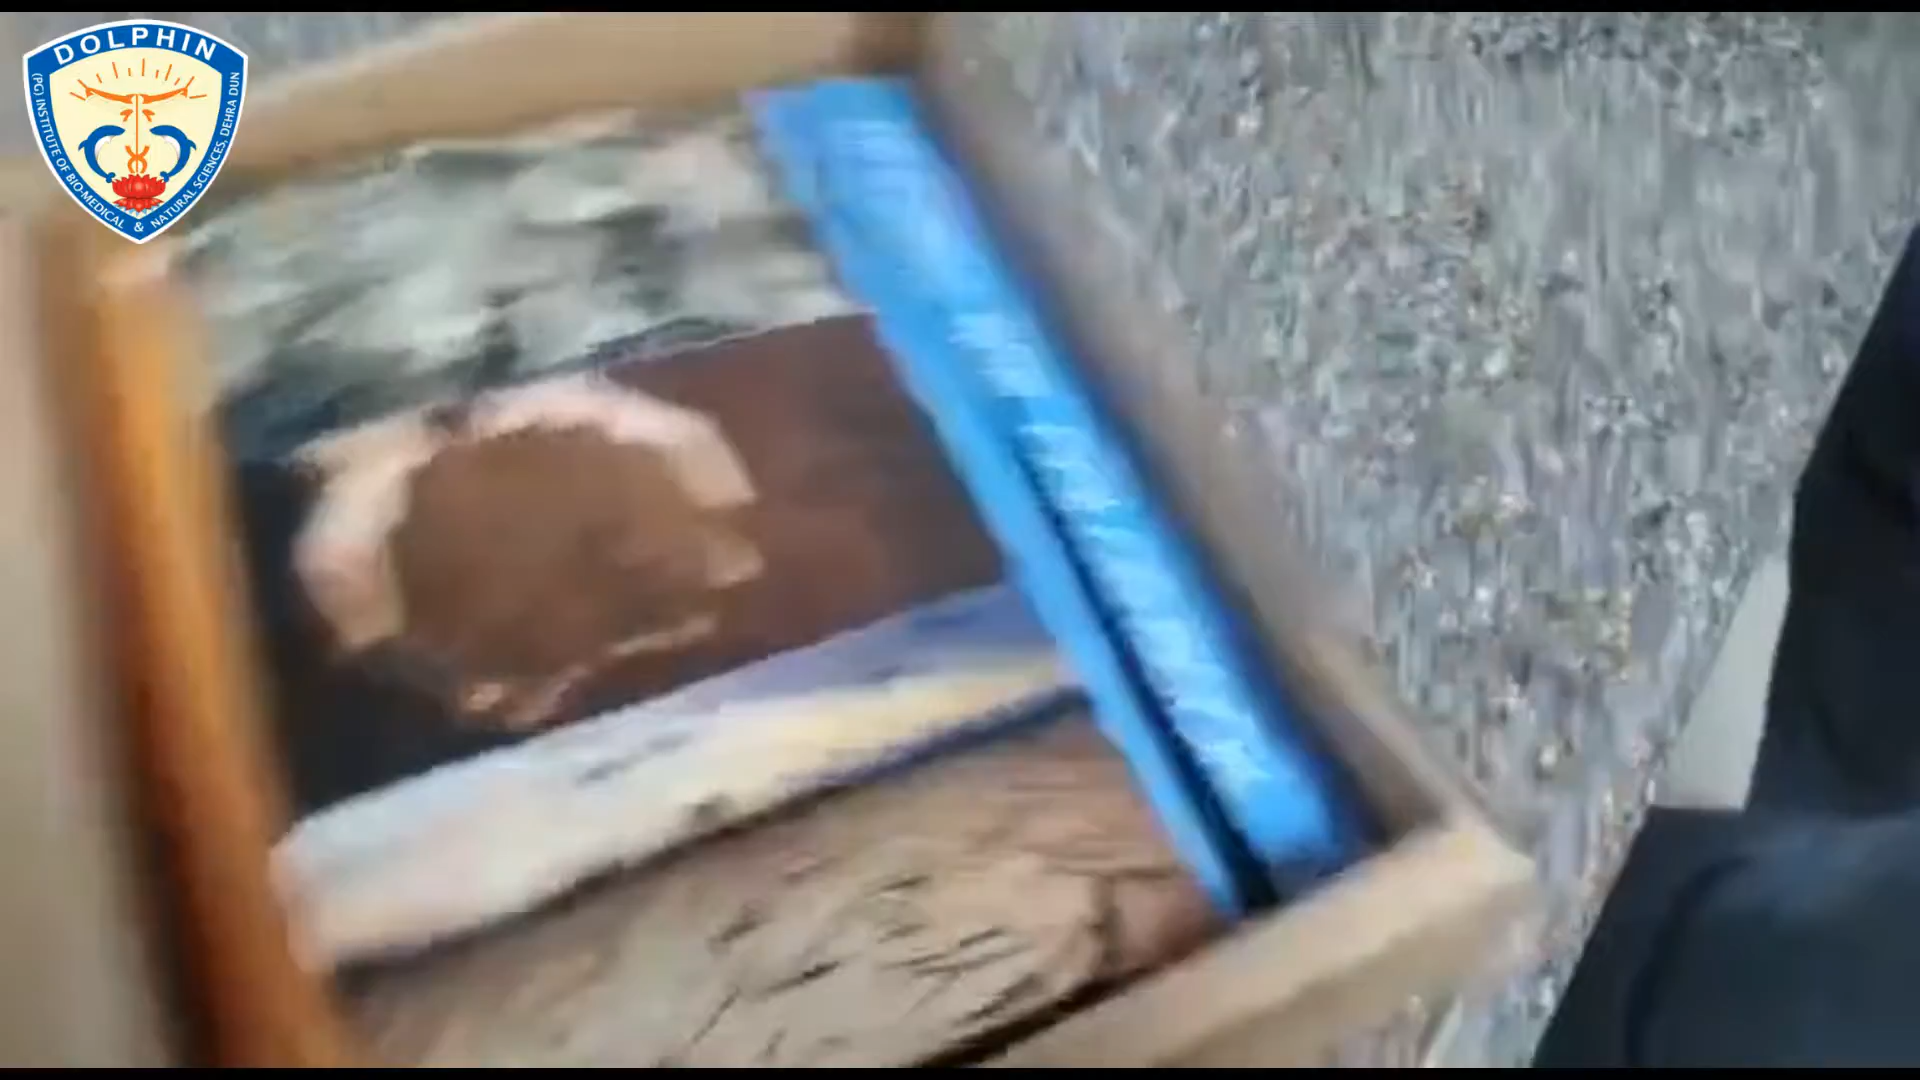 DOLPHIN
(PG) INSTITUTE OF BIO-MEDICAL & NATURAL SCIENCES, DEHRA DUN